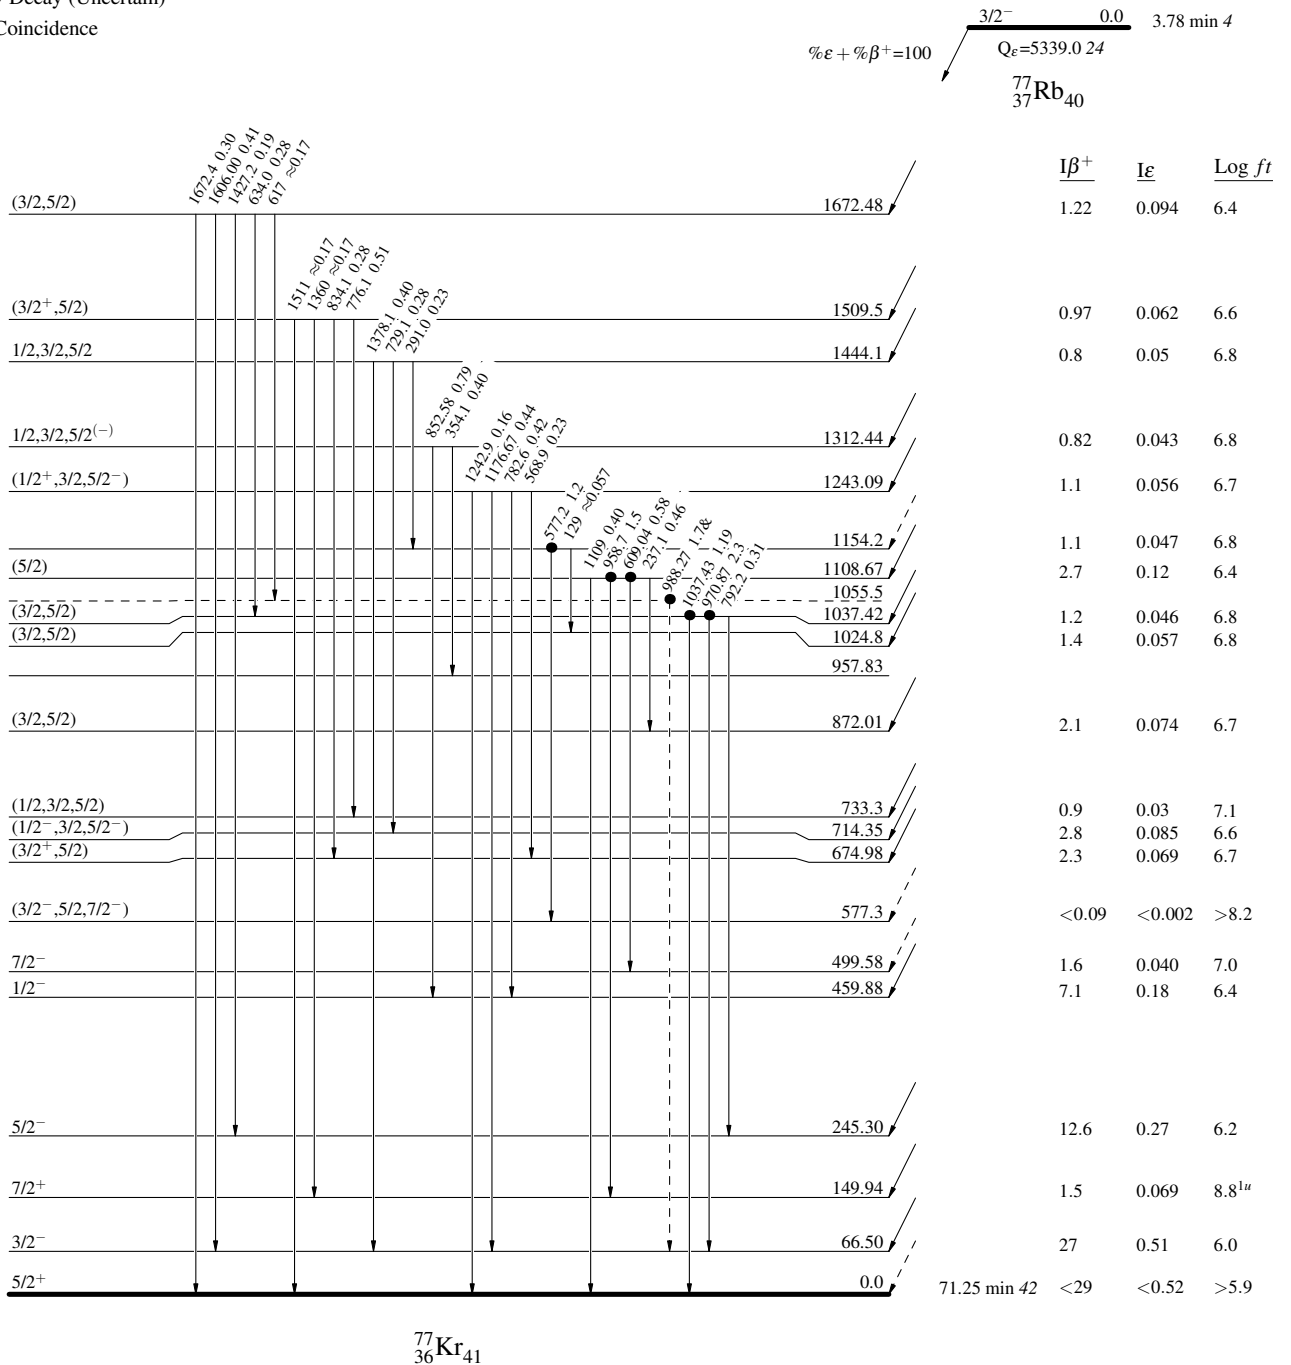 Decay (Uncertain)
Coincidence
3/2⁻ 0.0 3.78 min 4
%ε + %β⁺=100
Qε=5339.0 24
⁷⁷₃₇Rb₄₀
Iβ⁺ Iε Log ft
1672.4 0.30
1606.00 0.41
1427.2 0.19
634.0 0.28
617 ≈0.17
(3/2,5/2) 1672.48 1.22 0.094 6.4
1511 ≈0.17
1360 ≈0.17
834.1 0.28
776.1 0.51
(3/2⁺,5/2) 1509.5 0.97 0.062 6.6
1378.1 0.40
729.1 0.28
291.0 0.23
1/2,3/2,5/2 1444.1 0.8 0.05 6.8
852.58 0.79
354.1 0.40
1/2,3/2,5/2⁽⁻⁾ 1312.44 0.82 0.043 6.8
1242.9 0.16
1176.67 0.44
782.6 0.42
568.9 0.23
(1/2⁺,3/2,5/2⁻) 1243.09 1.1 0.056 6.7
577.2 1.2
129 ≈0.057
1154.2 1.1 0.047 6.8
1109 0.40
958.7 1.5
609.04 0.58
237.1 0.46
(5/2) 1108.67 2.7 0.12 6.4
988.27 1.7&
1055.5
1037.43 1.19
970.87 2.3
792.2 0.31
(3/2,5/2) 1037.42 1.2 0.046 6.8
(3/2,5/2) 1024.8 1.4 0.057 6.8
957.83
(3/2,5/2) 872.01 2.1 0.074 6.7
(1/2,3/2,5/2) 733.3 0.9 0.03 7.1
(1/2⁻,3/2,5/2⁻) 714.35 2.8 0.085 6.6
(3/2⁺,5/2) 674.98 2.3 0.069 6.7
(3/2⁻,5/2,7/2⁻) 577.3 <0.09 <0.002 >8.2
7/2⁻ 499.58 1.6 0.040 7.0
1/2⁻ 459.88 7.1 0.18 6.4
5/2⁻ 245.30 12.6 0.27 6.2
7/2⁺ 149.94 1.5 0.069 8.8¹ᵘ
3/2⁻ 66.50 27 0.51 6.0
5/2⁺ 0.0 71.25 min 42 <29 <0.52 >5.9
⁷⁷₃₆Kr₄₁